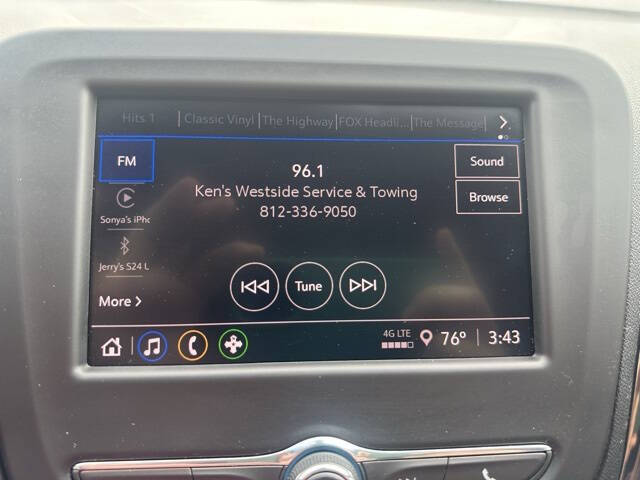 Hits 1 | Classic Vinyl | The Highway | FOX Headli... | The Message
FM
Sound
96.1
Ken's Westside Service & Towing
Browse
812-336-9050
Sonya's iPho
Jerry's S24 U
Tune
More >
4G LTE
76° | 3:43